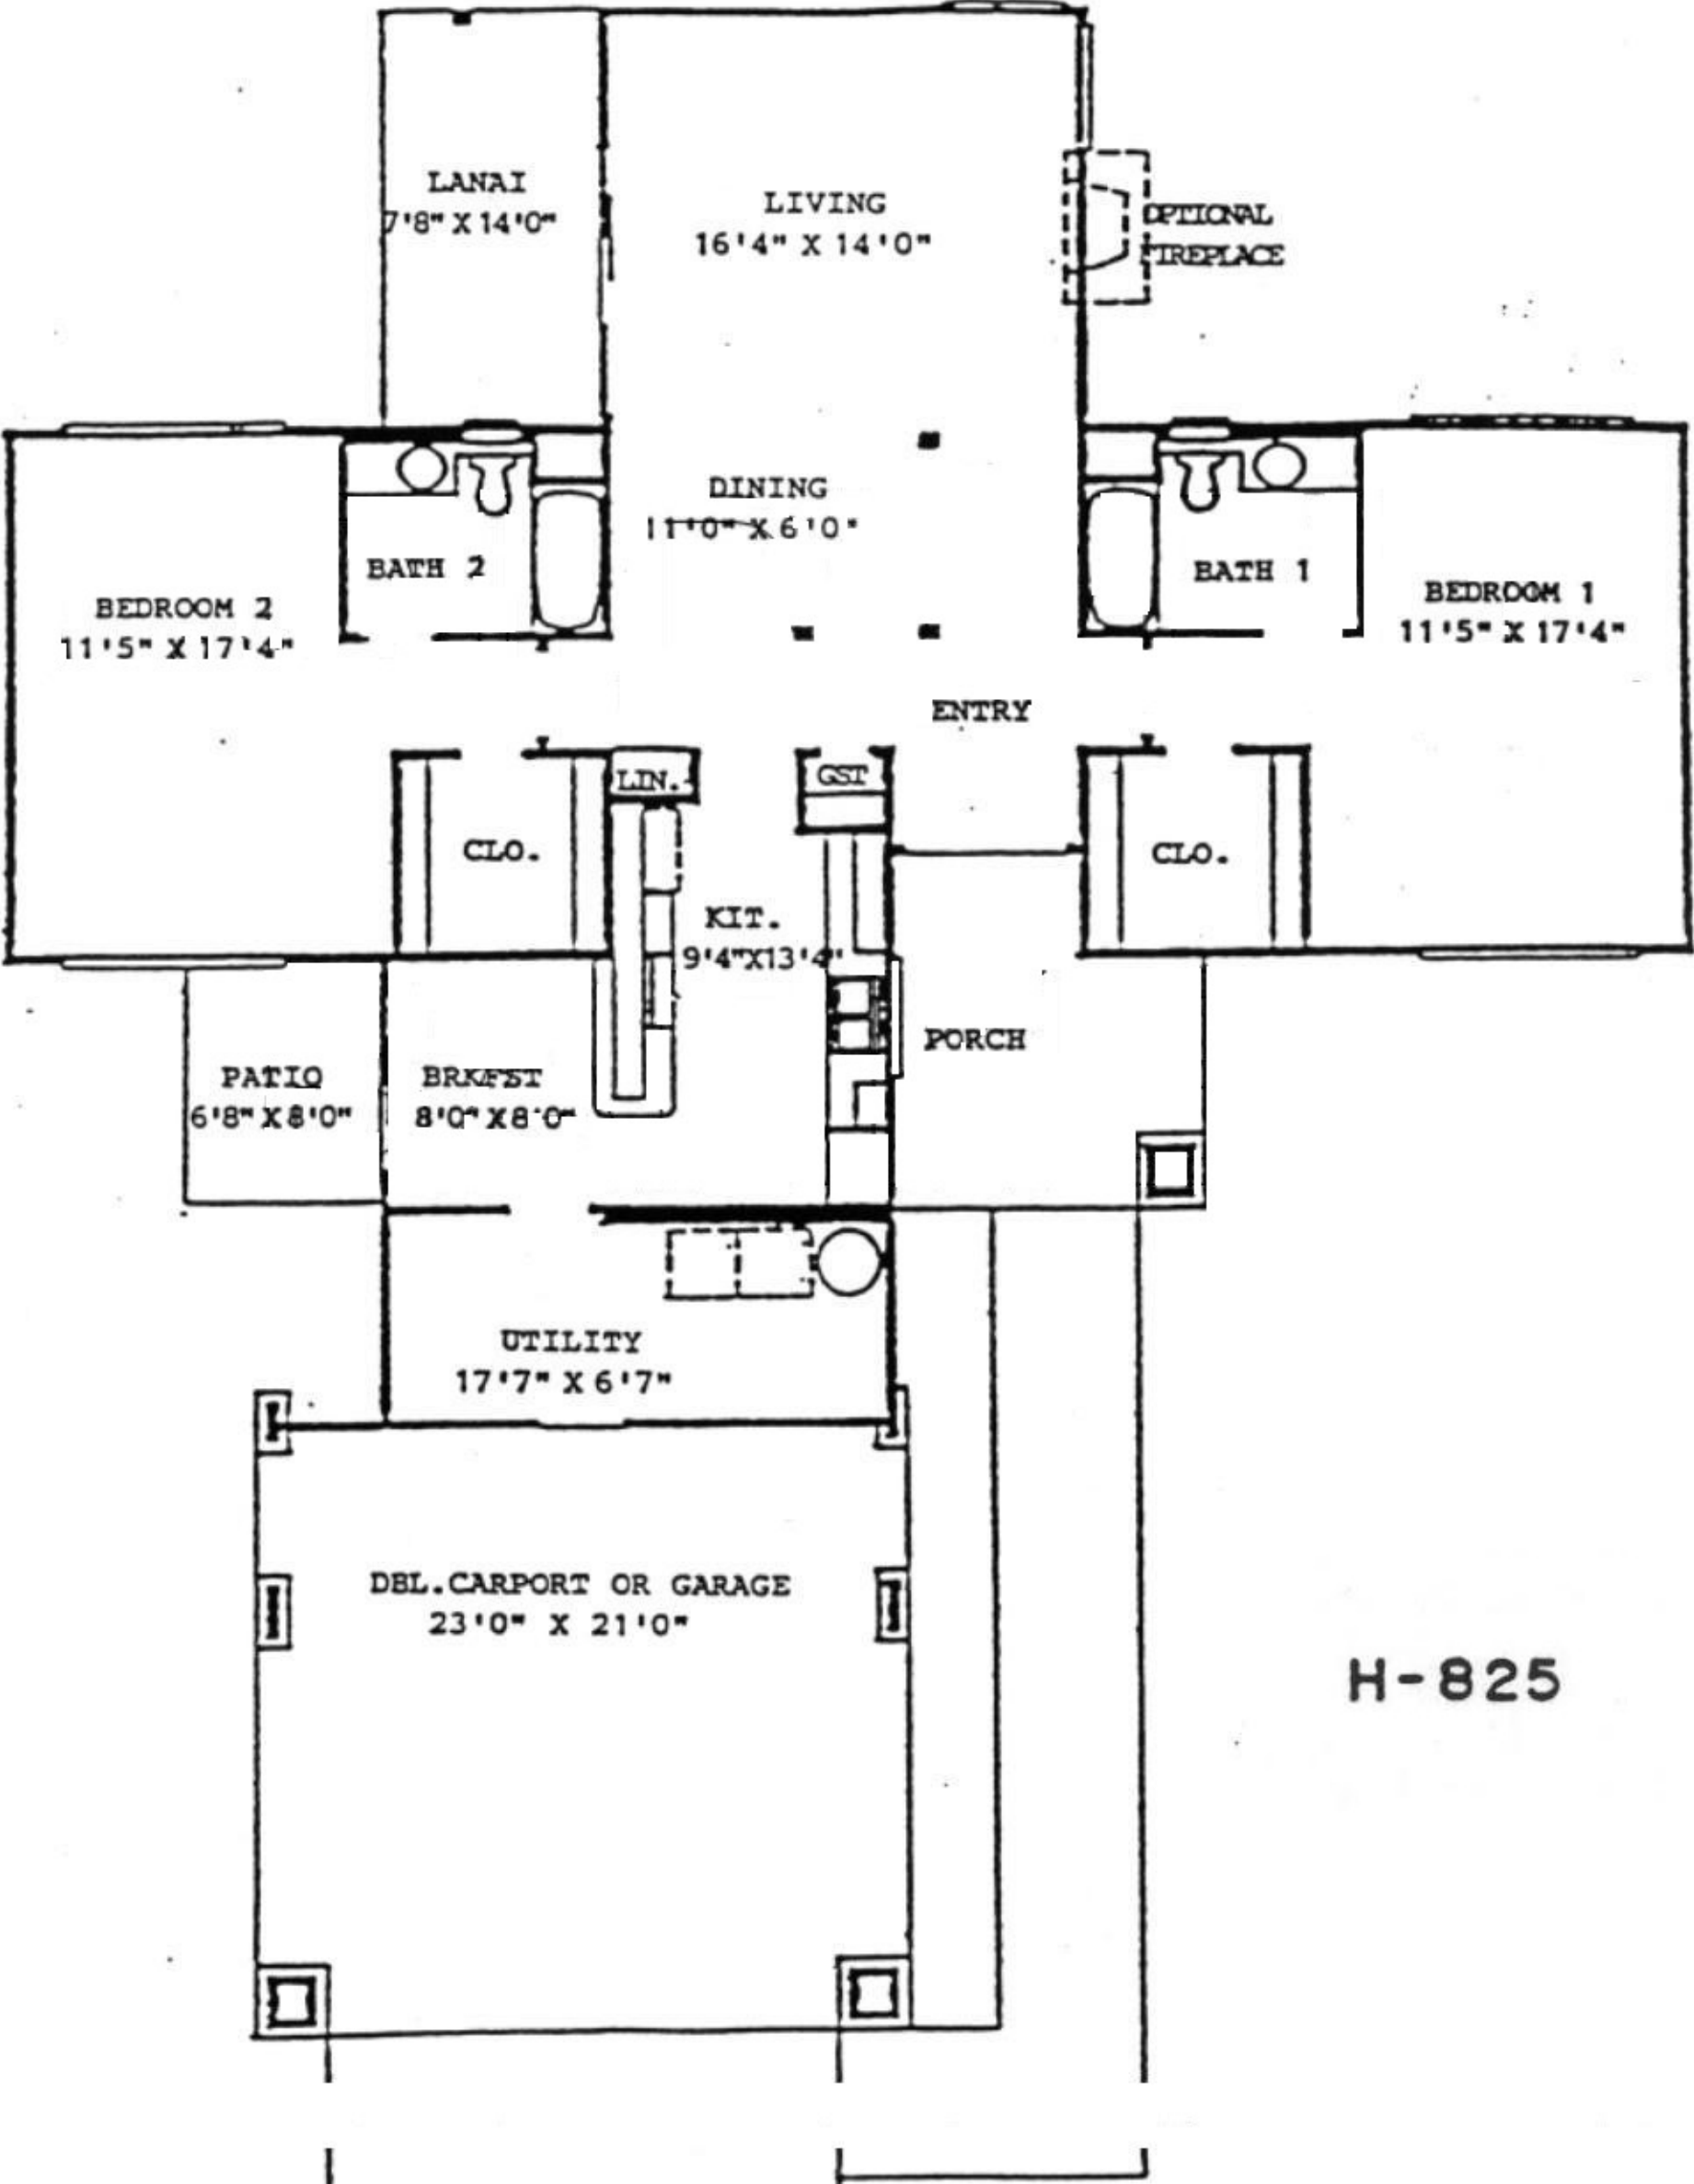 LANAI
7'8" X 14'0"
LIVING
16'4" X 14'0"
OPTIONAL
FIREPLACE
DINING
11'0" X 6'0"
BATH 2
BEDROOM 2
11'5" X 17'4"
BATH 1
BEDROOM 1
11'5" X 17'4"
ENTRY
LIN.
GST
CLO.
CLO.
KIT.
9'4"X13'4"
PORCH
PATIO
6'8" X 8'0"
BRKFST
8'0" X 8'0"
UTILITY
17'7" X 6'7"
DBL.CARPORT OR GARAGE
23'0" X 21'0"
H-825